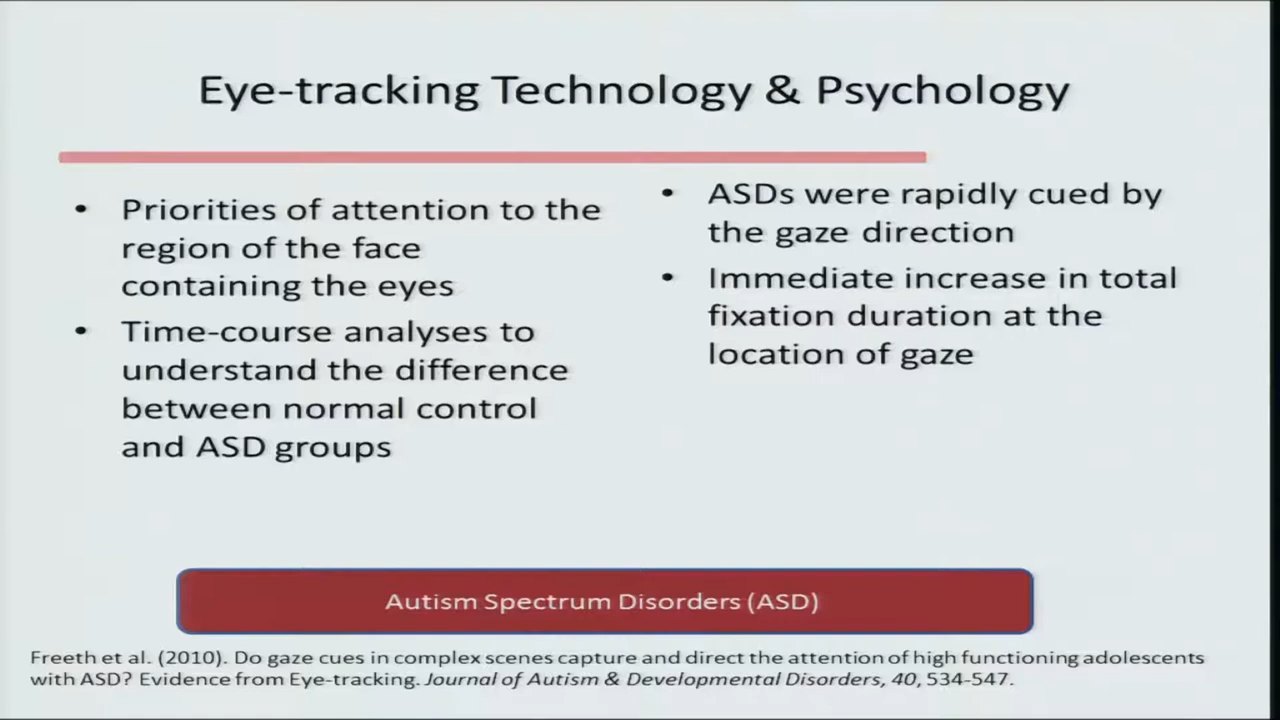 Eye-tracking Technology & Psychology
• Priorities of attention to the
region of the face
containing the eyes
• Time-course analyses to
understand the difference
between normal control
and ASD groups
• ASDs were rapidly cued by
the gaze direction
• Immediate increase in total
fixation duration at the
location of gaze
Autism Spectrum Disorders (ASD)
Freeth et al. (2010). Do gaze cues in complex scenes capture and direct the attention of high functioning adolescents
with ASD? Evidence from Eye-tracking. Journal of Autism & Developmental Disorders, 40, 534-547.